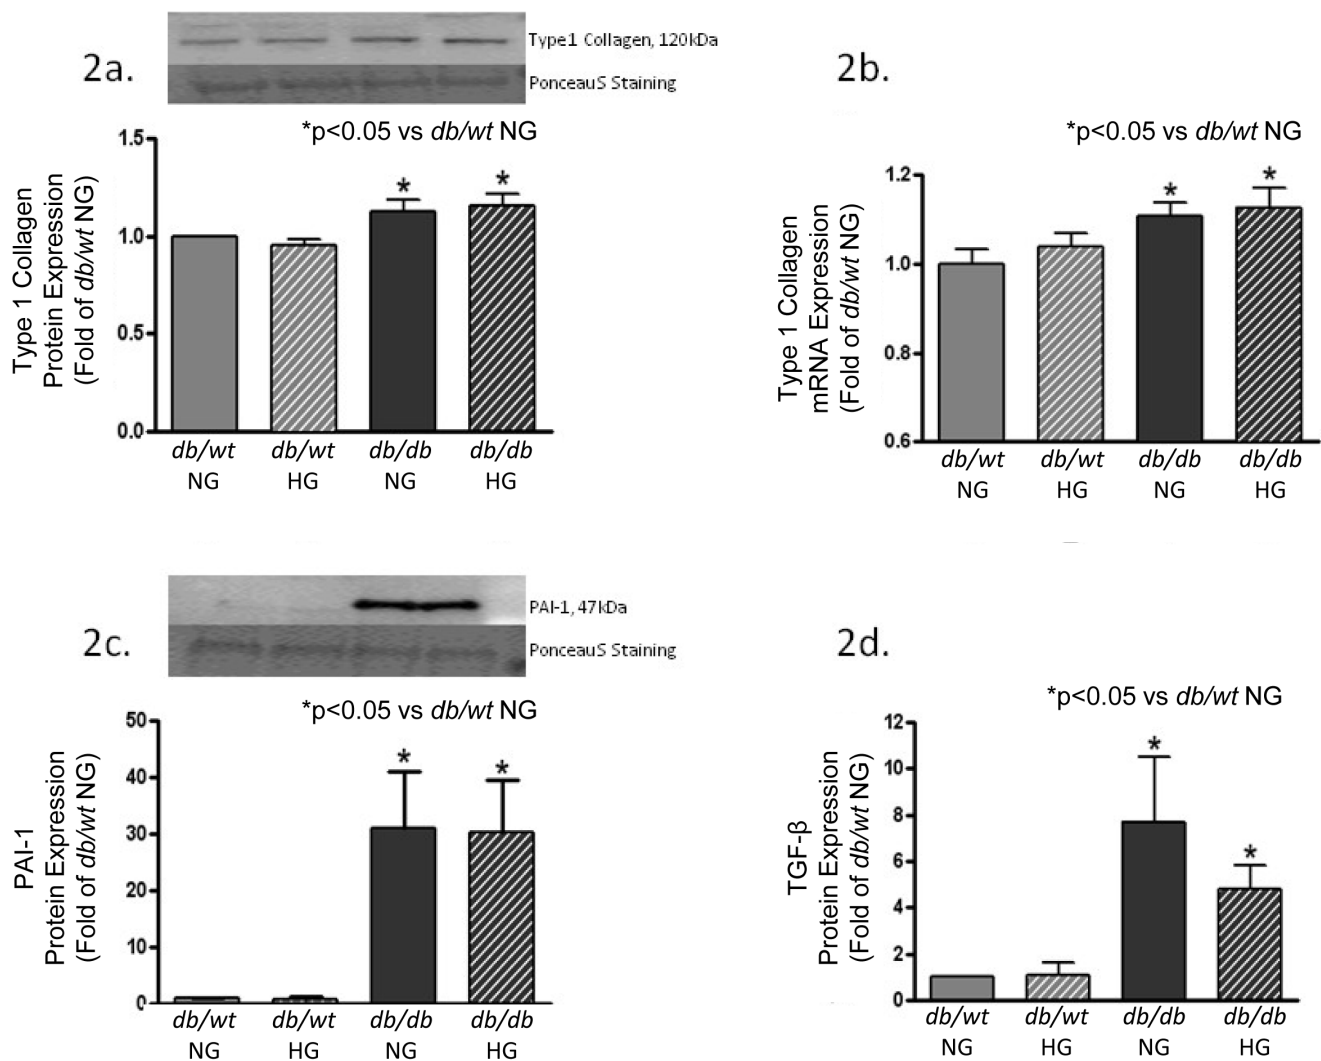 2a.
Type1 Collagen, 120kDa
PonceauS Staining
*p<0.05 vs db/wt NG
Type 1 Collagen
Protein Expression
(Fold of db/wt NG)
1.5
1.0
0.5
0.0
db/wt db/wt db/db db/db
NG HG NG HG
2b.
*p<0.05 vs db/wt NG
Type 1 Collagen
mRNA Expression
(Fold of db/wt NG)
1.2
1.0
0.8
0.6
* *
* *
db/wt db/wt db/db db/db
NG HG NG HG
2c.
PAI-1, 47kDa
PonceauS Staining
*p<0.05 vs db/wt NG
PAI-1
Protein Expression
(Fold of db/wt NG)
50
40
30
20
10
0
* *
db/wt db/wt db/db db/db
NG HG NG HG
2d.
*p<0.05 vs db/wt NG
TGF-β
Protein Expression
(Fold of db/wt NG)
12
10
8
6
4
2
0
* *
db/wt db/wt db/db db/db
NG HG NG HG